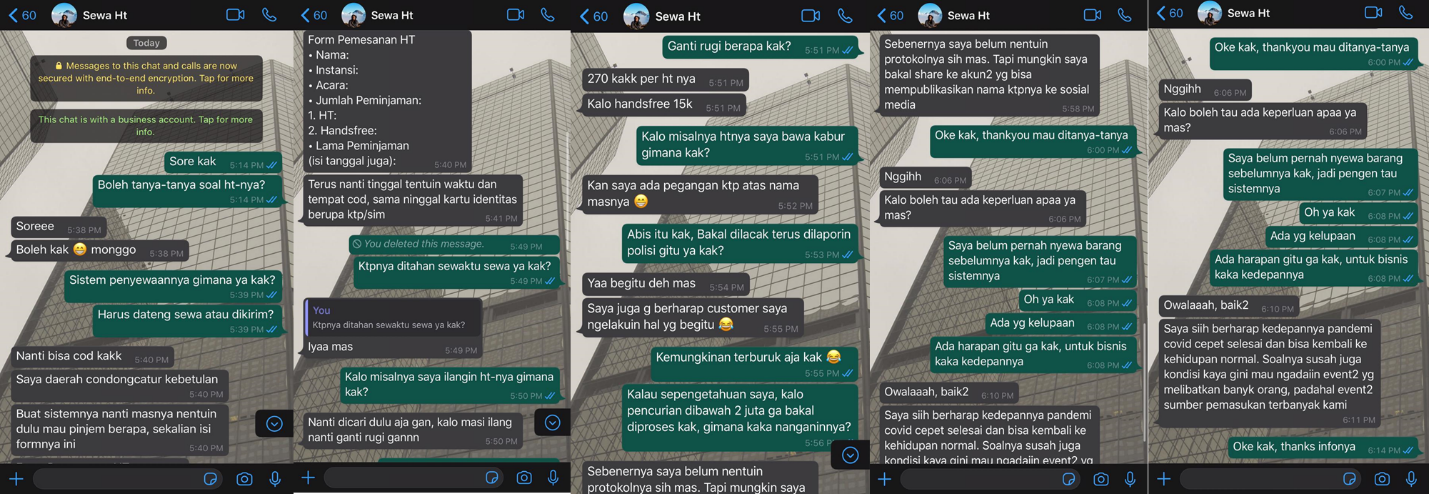 60
Sewa Ht
Today
🔒 Messages to this chat and calls are now
secured with end-to-end encryption. Tap for more
info.
This chat is with a business account. Tap for more
info.
Sore kak
5:14 PM
Boleh tanya-tanya soal ht-nya?
5:14 PM
Soreee
5:38 PM
Boleh kak 😁 monggo
5:38 PM
Sistem penyewaannya gimana ya kak?
5:39 PM
Harus dateng sewa atau dikirim?
5:39 PM
Nanti bisa cod kakk
5:40 PM
Saya daerah condongcatur kebetulan
5:40 PM
Buat sistemnya nanti masnya nentuin
dulu mau pinjem berapa, sekalian isi
formnya ini
5:40 PM
60
Sewa Ht
Form Pemesanan HT
• Nama:
• Instansi:
• Acara:
• Jumlah Peminjaman:
1. HT:
2. Handsfree:
• Lama Peminjaman
(isi tanggal juga):
5:40 PM
Terus nanti tinggal tentuin waktu dan
tempat cod, sama ninggal kartu identitas
berupa ktp/sim
5:41 PM
You deleted this message.
5:49 PM
Ktpnya ditahan sewaktu sewa ya kak?
5:49 PM
You
Ktpnya ditahan sewaktu sewa ya kak?
Iyaa mas
5:49 PM
Kalo misalnya saya ilangin ht-nya gimana
kak?
5:50 PM
Nanti dicari dulu aja gan, kalo masi ilang
nanti ganti rugi gannn
5:50 PM
60
Sewa Ht
Ganti rugi berapa kak?
5:51 PM
270 kakk per ht nya
5:51 PM
Kalo handsfree 15k
5:51 PM
Kalo misalnya htnya saya bawa kabur
gimana kak?
5:51 PM
Kan saya ada pegangan ktp atas nama
masnya 😁
5:52 PM
Abis itu kak, Bakal dilacak terus dilaporin
polisi gitu ya kak?
5:53 PM
Yaa begitu deh mas
5:54 PM
Saya juga g berharap customer saya
ngelakuin hal yg begitu 😂
5:55 PM
Kemungkinan terburuk aja kak 😂
5:55 PM
Kalau sepengetahuan saya, kalo
pencurian dibawah 2 juta ga bakal
diproses kak, gimana kaka nanganinnya?
5:56 PM
Sebenernya saya belum nentuin
protokolnya sih mas. Tapi mungkin saya
60
Sewa Ht
Sebenernya saya belum nentuin
protokolnya sih mas. Tapi mungkin saya
bakal share ke akun2 yg bisa
mempublikasikan nama ktpnya ke sosial
media
5:58 PM
Oke kak, thankyou mau ditanya-tanya
6:00 PM
Nggihh
6:06 PM
Kalo boleh tau ada keperluan apaa ya
mas?
6:06 PM
Saya belum pernah nyewa barang
sebelumnya kak, jadi pengen tau
sistemnya
6:07 PM
Oh ya kak
6:08 PM
Ada yg kelupaan
6:08 PM
Ada harapan gitu ga kak, untuk bisnis
kaka kedepannya
6:08 PM
Owalaaah, baik2
6:10 PM
Saya siih berharap kedepannya pandemi
covid cepet selesai dan bisa kembali ke
kehidupan normal. Soalnya susah juga
kondisi kaya gini mau ngadaiin event2 yg
60
Sewa Ht
Oke kak, thankyou mau ditanya-tanya
6:00 PM
Nggihh
6:06 PM
Kalo boleh tau ada keperluan apaa ya
mas?
6:06 PM
Saya belum pernah nyewa barang
sebelumnya kak, jadi pengen tau
sistemnya
6:07 PM
Oh ya kak
6:08 PM
Ada yg kelupaan
6:08 PM
Ada harapan gitu ga kak, untuk bisnis
kaka kedepannya
6:08 PM
Owalaaah, baik2
6:10 PM
Saya siih berharap kedepannya pandemi
covid cepet selesai dan bisa kembali ke
kehidupan normal. Soalnya susah juga
kondisi kaya gini mau ngadaiin event2 yg
melibatkan banyk orang, padahal event2
sumber pemasukan terbanyak kami
6:11 PM
Oke kak, thanks infonya
6:14 PM